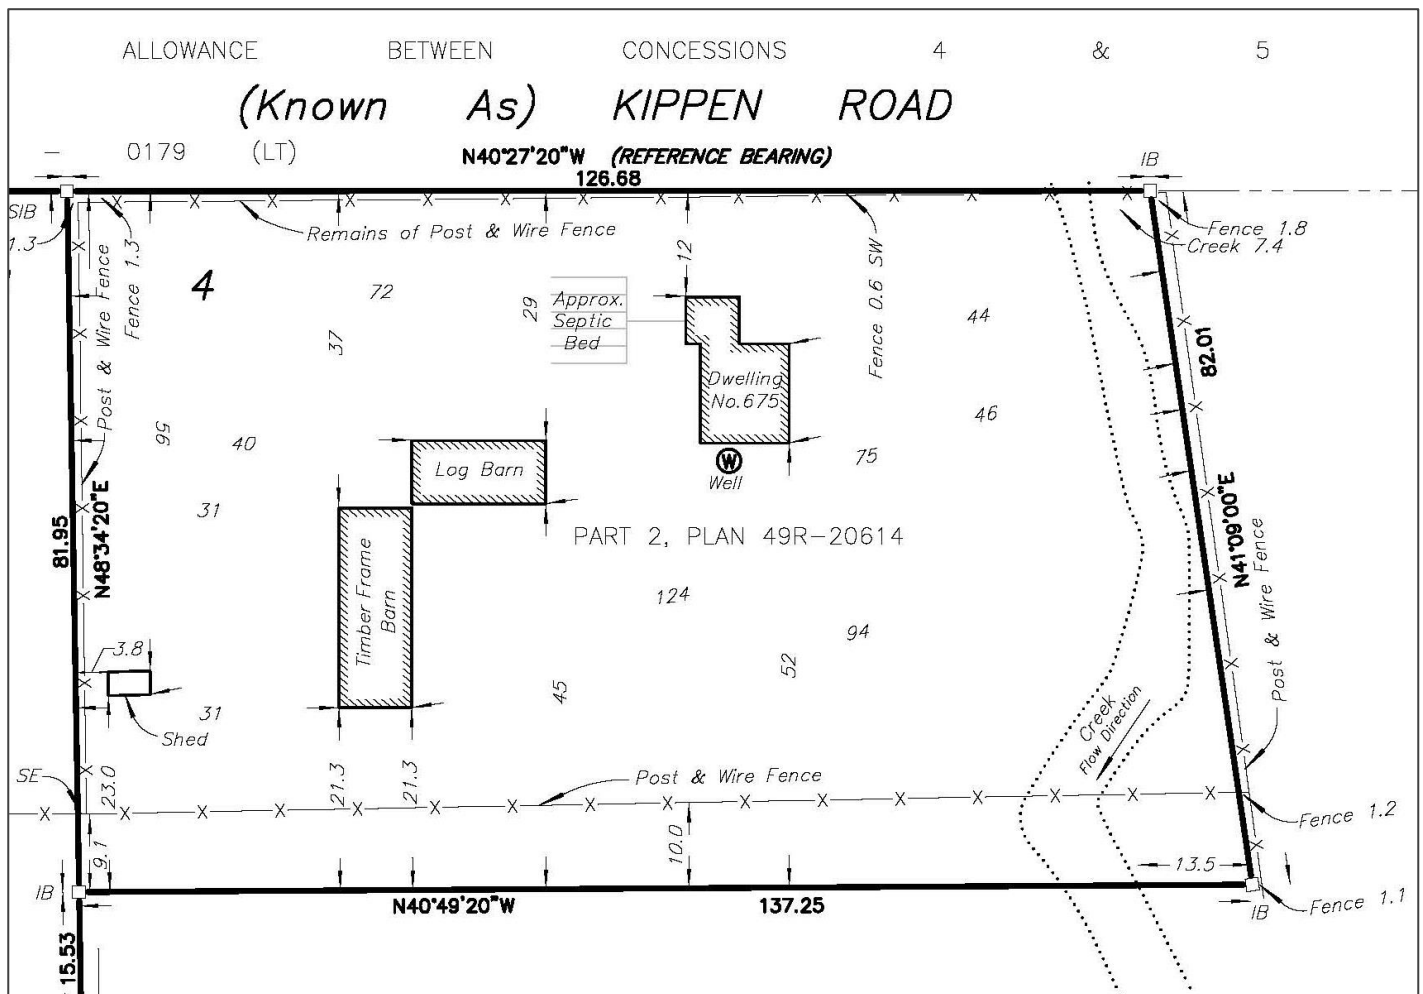 ALLOWANCE BETWEEN CONCESSIONS 4 & 5
(Known As) KIPPEN ROAD
– 0179 (LT)
N40°27'20"W (REFERENCE BEARING)
126.68
IB
SIB
1.3
Remains of Post & Wire Fence
Fence 1.8
Creek 7.4
Post & Wire Fence
Fence 1.3
4
72
37
29
12
Approx.
Septic
Bed
Fence 0.6 SW
44
82.01
Dwelling
No.675
46
56
40
Log Barn
W
Well
75
31
N48°34'20"E
81.95
PART 2, PLAN 49R-20614
N41°09'00"E
Post & Wire Fence
Timber Frame
Barn
124
94
52
45
3.8
Shed
31
Creek
Flow Direction
SE
23.0
21.3
21.3
Post & Wire Fence
Fence 1.2
9.1
10.0
13.5
IB
N40°49'20"W
137.25
IB
Fence 1.1
15.53